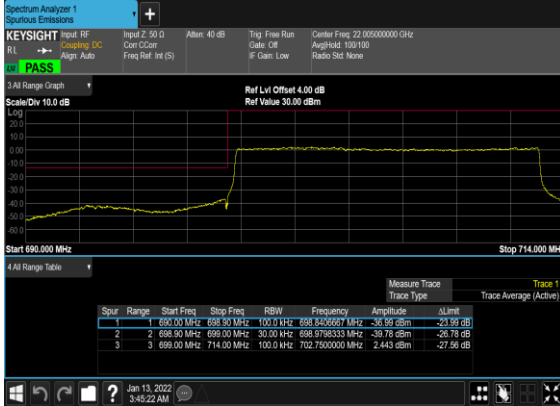 Spectrum Analyzer 1
Spurious Emissions
+
KEYSIGHT Input: RF Input Z: 50 Ω Atten: 40 dB Trig: Free Run Center Freq: 22.005000000 GHz
RL Coupling: DC Corr CCorr Gate: Off Avg|Hold: 100/100
Align: Auto Freq Ref: Int (S) IF Gain: Low Radio Std: None
LXI PASS
3 All Range Graph
Ref Lvl Offset 4.00 dB
Scale/Div 10.0 dB Ref Value 30.00 dBm
Log
20.0
10.0
0.00
-10.0
-20.0
-30.0
-40.0
-50.0
-60.0
Start 690.000 MHz Stop 714.000 MHz
4 All Range Table
Measure Trace Trace 1
Trace Type Trace Average (Active)
Spur Range Start Freq Stop Freq RBW Frequency Amplitude ΔLimit
1 1 690.00 MHz 698.90 MHz 100.0 kHz 698.8406667 MHz -36.99 dBm -23.99 dB
2 2 698.90 MHz 699.00 MHz 30.00 kHz 698.9798333 MHz -39.78 dBm -26.78 dB
3 3 699.00 MHz 714.00 MHz 100.0 kHz 702.7500000 MHz 2.443 dBm -27.56 dB
? Jan 13, 2022
3:45:22 AM